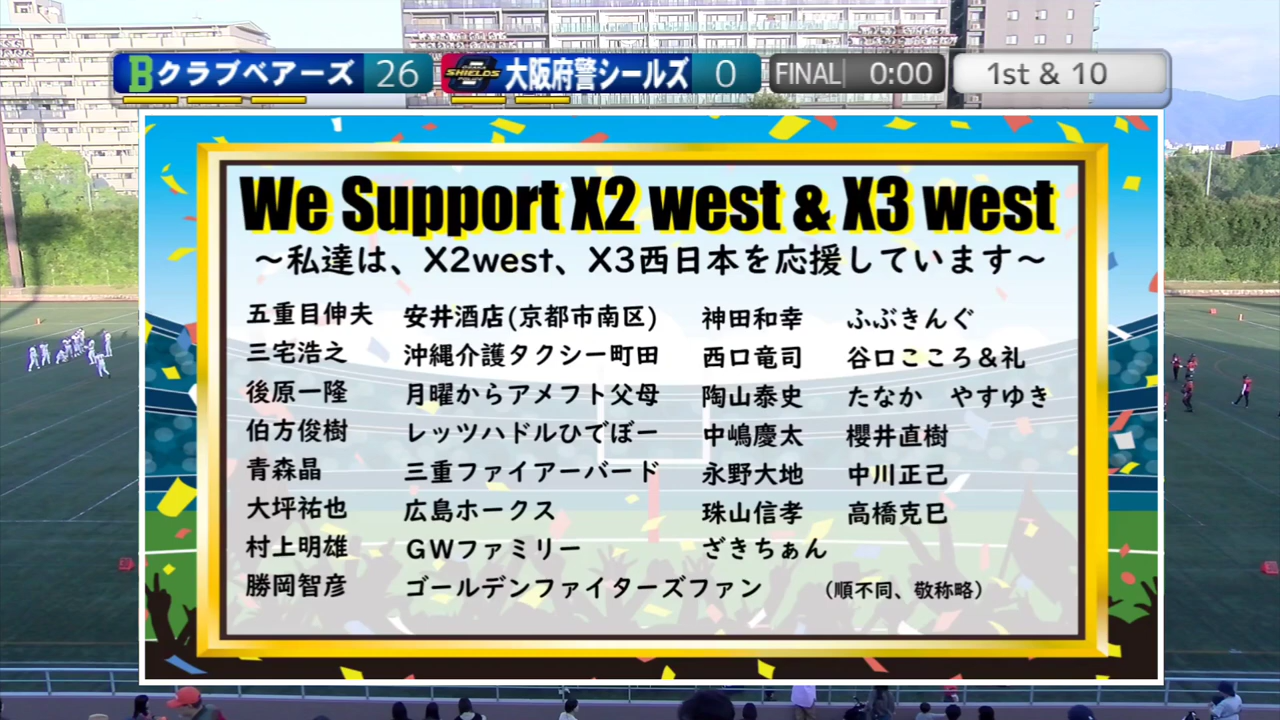 B クラブベアーズ 26 SHIELDS 大阪府警シールズ 0 FINAL 0:00 1st & 10
We Support X2 west & X3 west
～私達は、X2west、X3西日本を応援しています～
五重目伸夫 安井酒店(京都市南区) 神田和幸 ふぶきんぐ
三宅浩之 沖縄介護タクシー町田 西口竜司 谷口こころ＆礼
後原一隆 月曜からアメフト父母 陶山泰史 たなか　やすゆき
伯方俊樹 レッツハドルひでぼー 中嶋慶太 櫻井直樹
青森晶 三重ファイアーバード 永野大地 中川正己
大坪祐也 広島ホークス 珠山信孝 高橋克巳
村上明雄 GWファミリー ざきちぁん
勝岡智彦 ゴールデンファイターズファン （順不同、敬称略）